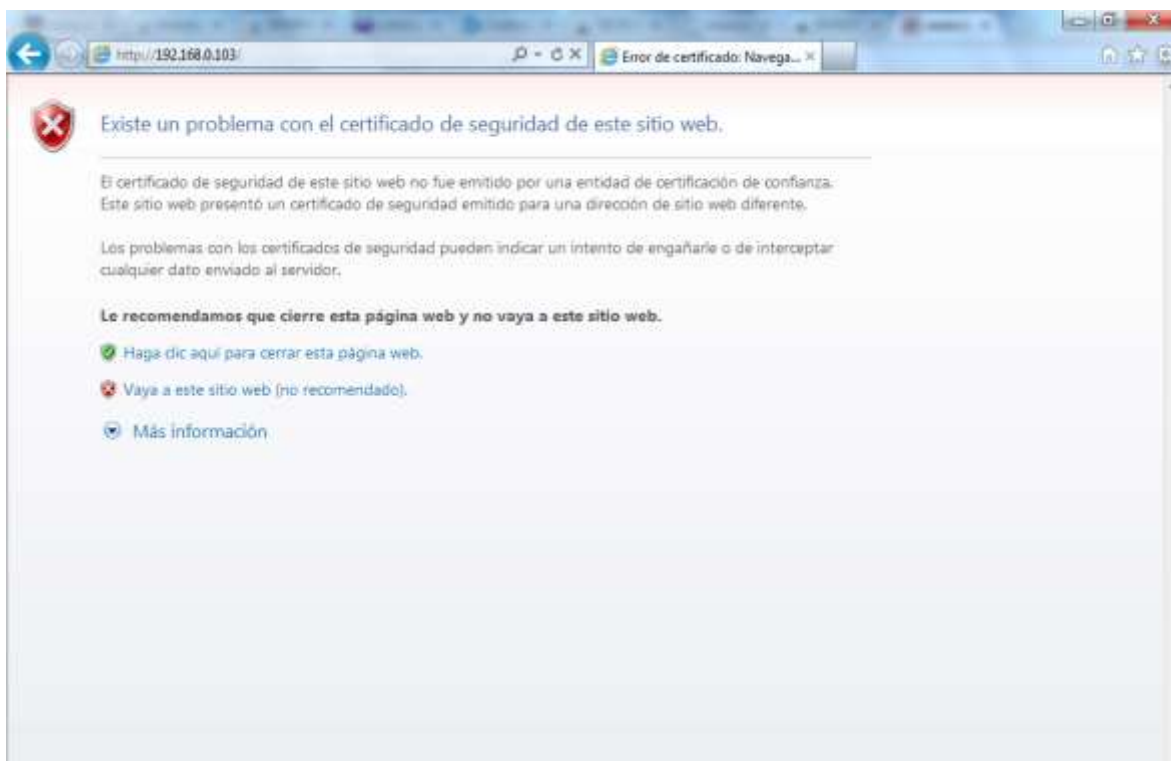 http://192.168.0.103/
Error de certificado: Navega...
Existe un problema con el certificado de seguridad de este sitio web.
El certificado de seguridad de este sitio web no fue emitido por una entidad de certificación de confianza.
Este sitio web presentó un certificado de seguridad emitido para una dirección de sitio web diferente.
Los problemas con los certificados de seguridad pueden indicar un intento de engañarle o de interceptar
cualquier dato enviado al servidor.
Le recomendamos que cierre esta página web y no vaya a este sitio web.
Haga clic aquí para cerrar esta página web.
Vaya a este sitio web (no recomendado).
Más información